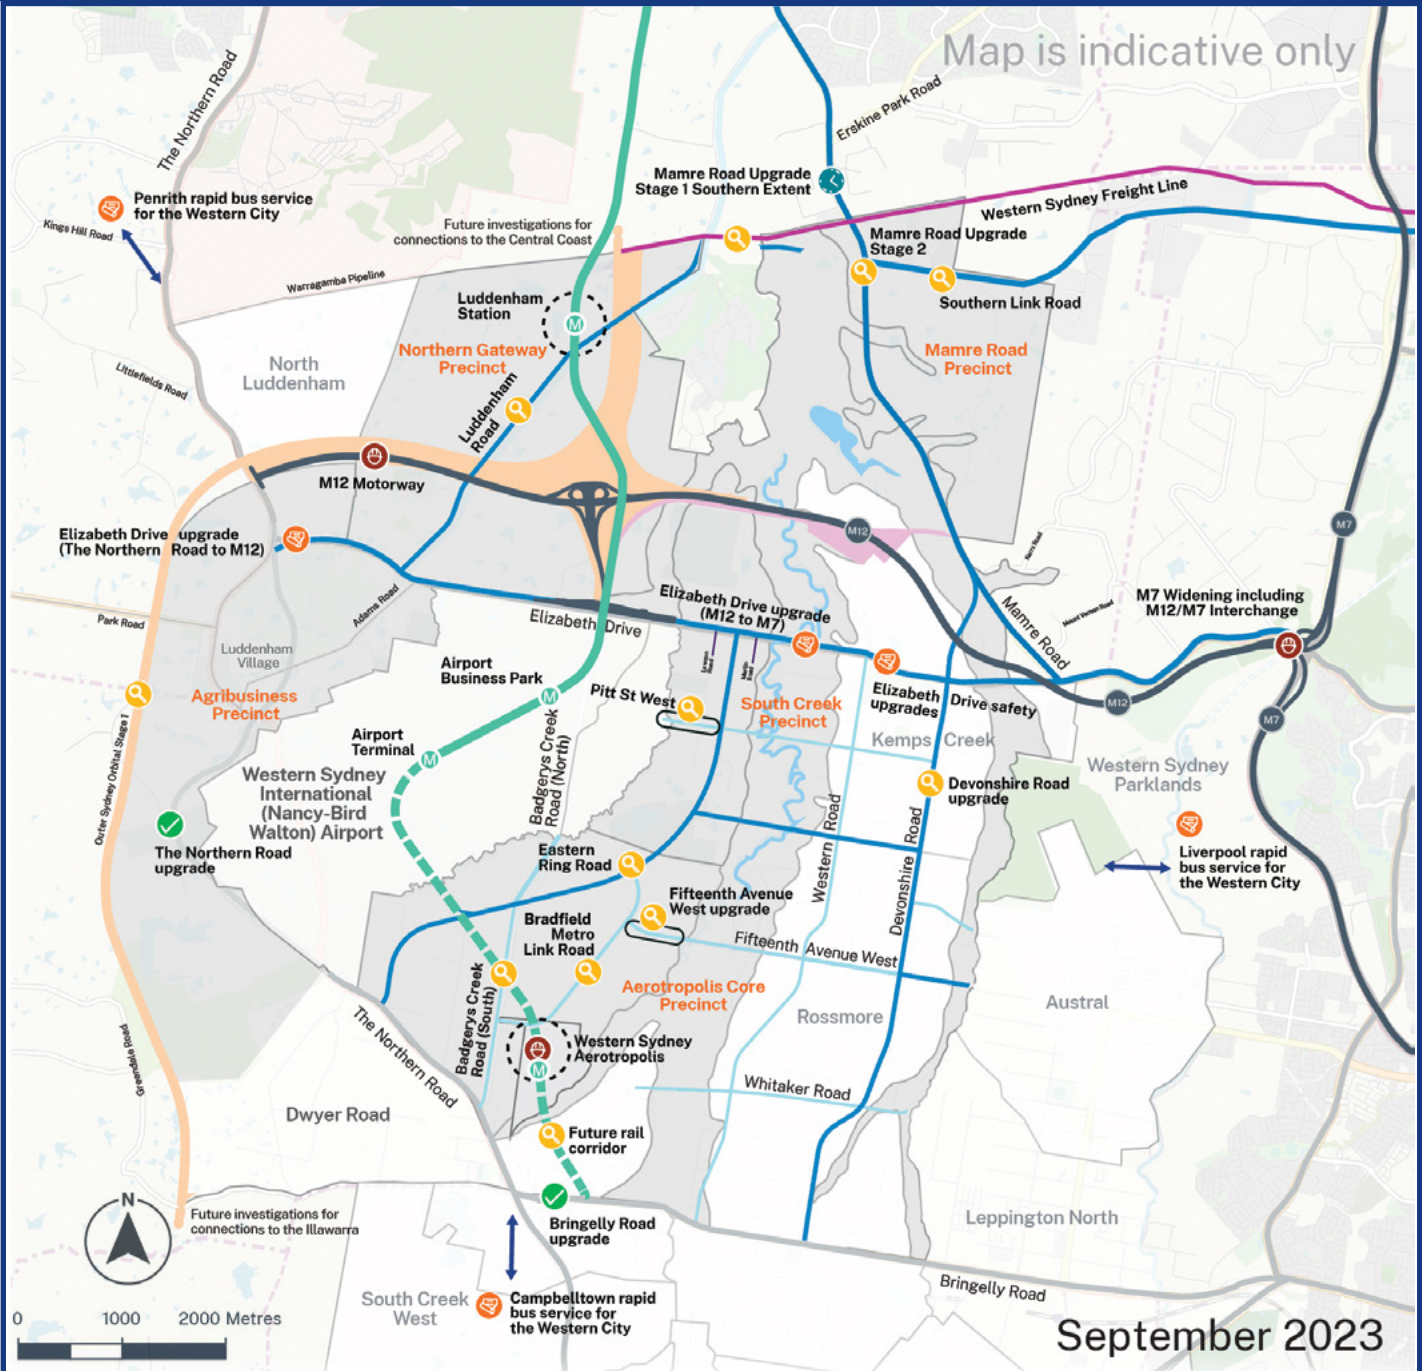 Map is indicative only
The Northern Road
Erskine Park Road
Mamre Road Upgrade
Stage 1 Southern Extent
Western Sydney Freight Line
Penrith rapid bus service
for the Western City
Kings Hill Road
Future investigations for
connections to the Central Coast
Mamre Road Upgrade
Stage 2
Warragamba Pipeline
Luddenham
Station
M
Southern Link Road
Northern Gateway
Precinct
Mamre Road
Precinct
North
Luddenham
Littlefields Road
Luddenham
Road
M12 Motorway
M12
M7
Elizabeth Drive upgrade
(The Northern Road to M12)
Kerrs Road
Adams Road
Park Road
Elizabeth Drive
Elizabeth Drive upgrade
(M12 to M7)
Mamre Road
Mount Vernon Road
M7 Widening including
M12/M7 Interchange
Luddenham
Village
Lawson
Road
Martin
Road
Airport
Business Park
M
Pitt St West
Agribusiness
Precinct
South Creek
Precinct
Elizabeth Drive safety
upgrades
M12
M7
Outer Sydney Orbital Stage 1
Airport
Terminal
M
Badgerys Creek
Road (North)
Kemps Creek
Western Sydney
International
(Nancy-Bird
Walton) Airport
Western Sydney
Parklands
Devonshire Road
upgrade
The Northern Road
upgrade
Eastern
Ring Road
Western Road
Devonshire Road
Liverpool rapid
bus service for
the Western City
Fifteenth Avenue
West upgrade
Bradfield
Metro
Link Road
Fifteenth Avenue West
Badgerys Creek
Road (South)
Aerotropolis Core
Precinct
Rossmore
Austral
The Northern Road
Greendale Road
Western Sydney
Aerotropolis
M
Whitaker Road
Dwyer Road
Future rail
corridor
N
Future investigations for
connections to the Illawarra
Bringelly Road
upgrade
Leppington North
Bringelly Road
South Creek
West
Campbelltown rapid
bus service for
the Western City
0 1000 2000 Metres
September 2023